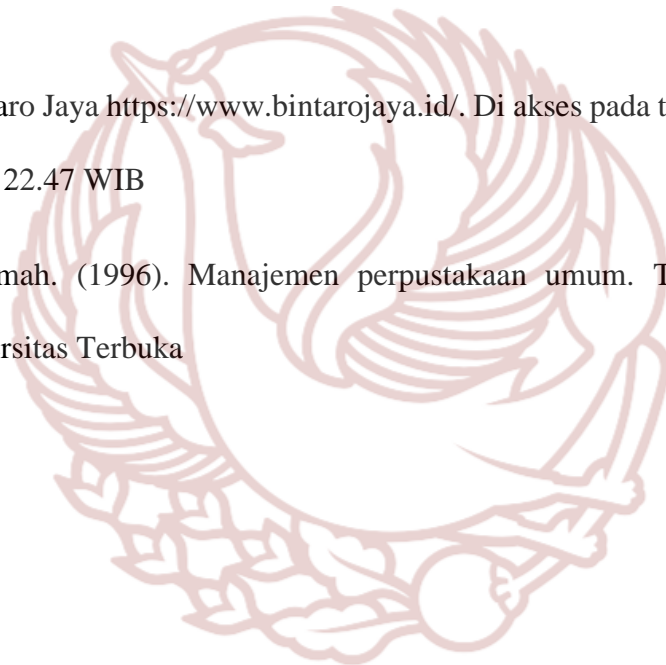 aro Jaya https://www.bintarojaya.id/. Di akses pada t
22.47 WIB
mah. (1996). Manajemen perpustakaan umum. T
rsitas Terbuka